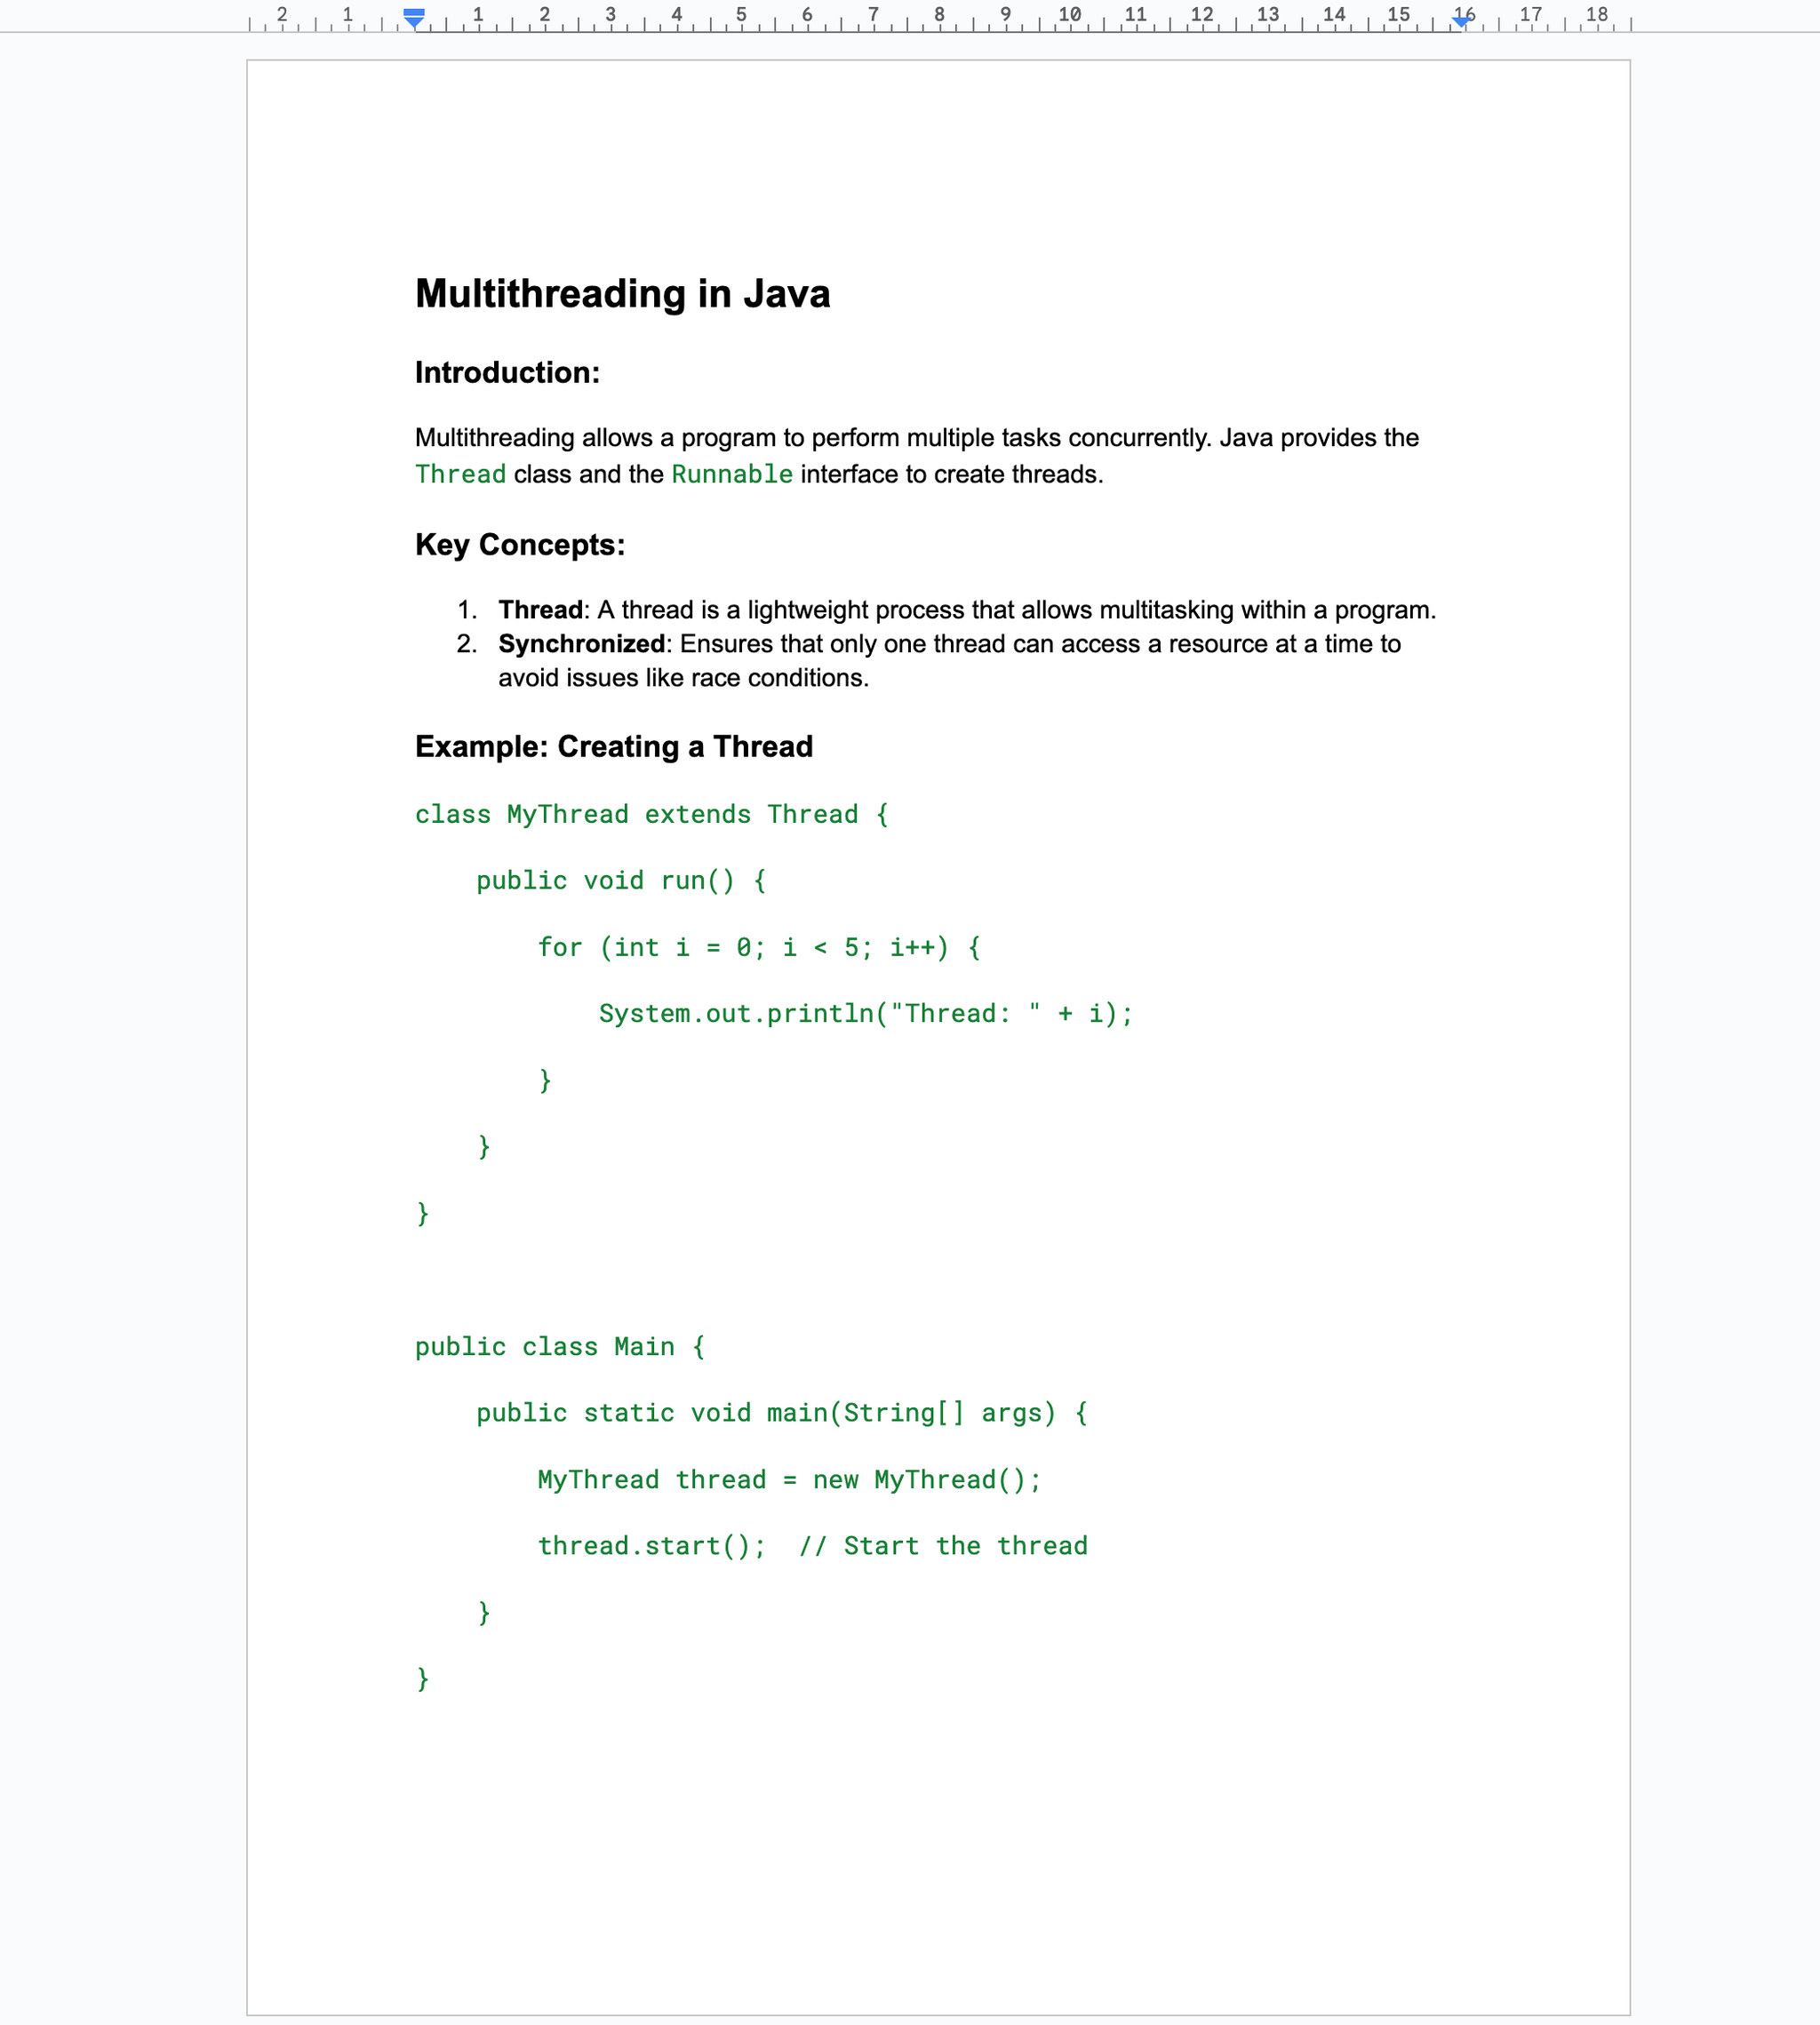 2 1 1 2 3 4 5 6 7 8 9 10 11 12 13 14 15 16 17 18
Multithreading in Java
Introduction:
Multithreading allows a program to perform multiple tasks concurrently. Java provides the
Thread class and the Runnable interface to create threads.
Key Concepts:
1. Thread: A thread is a lightweight process that allows multitasking within a program.
2. Synchronized: Ensures that only one thread can access a resource at a time to
avoid issues like race conditions.
Example: Creating a Thread
class MyThread extends Thread {
    public void run() {
        for (int i = 0; i < 5; i++) {
            System.out.println("Thread: " + i);
        }
    }
}
public class Main {
    public static void main(String[] args) {
        MyThread thread = new MyThread();
        thread.start();  // Start the thread
    }
}